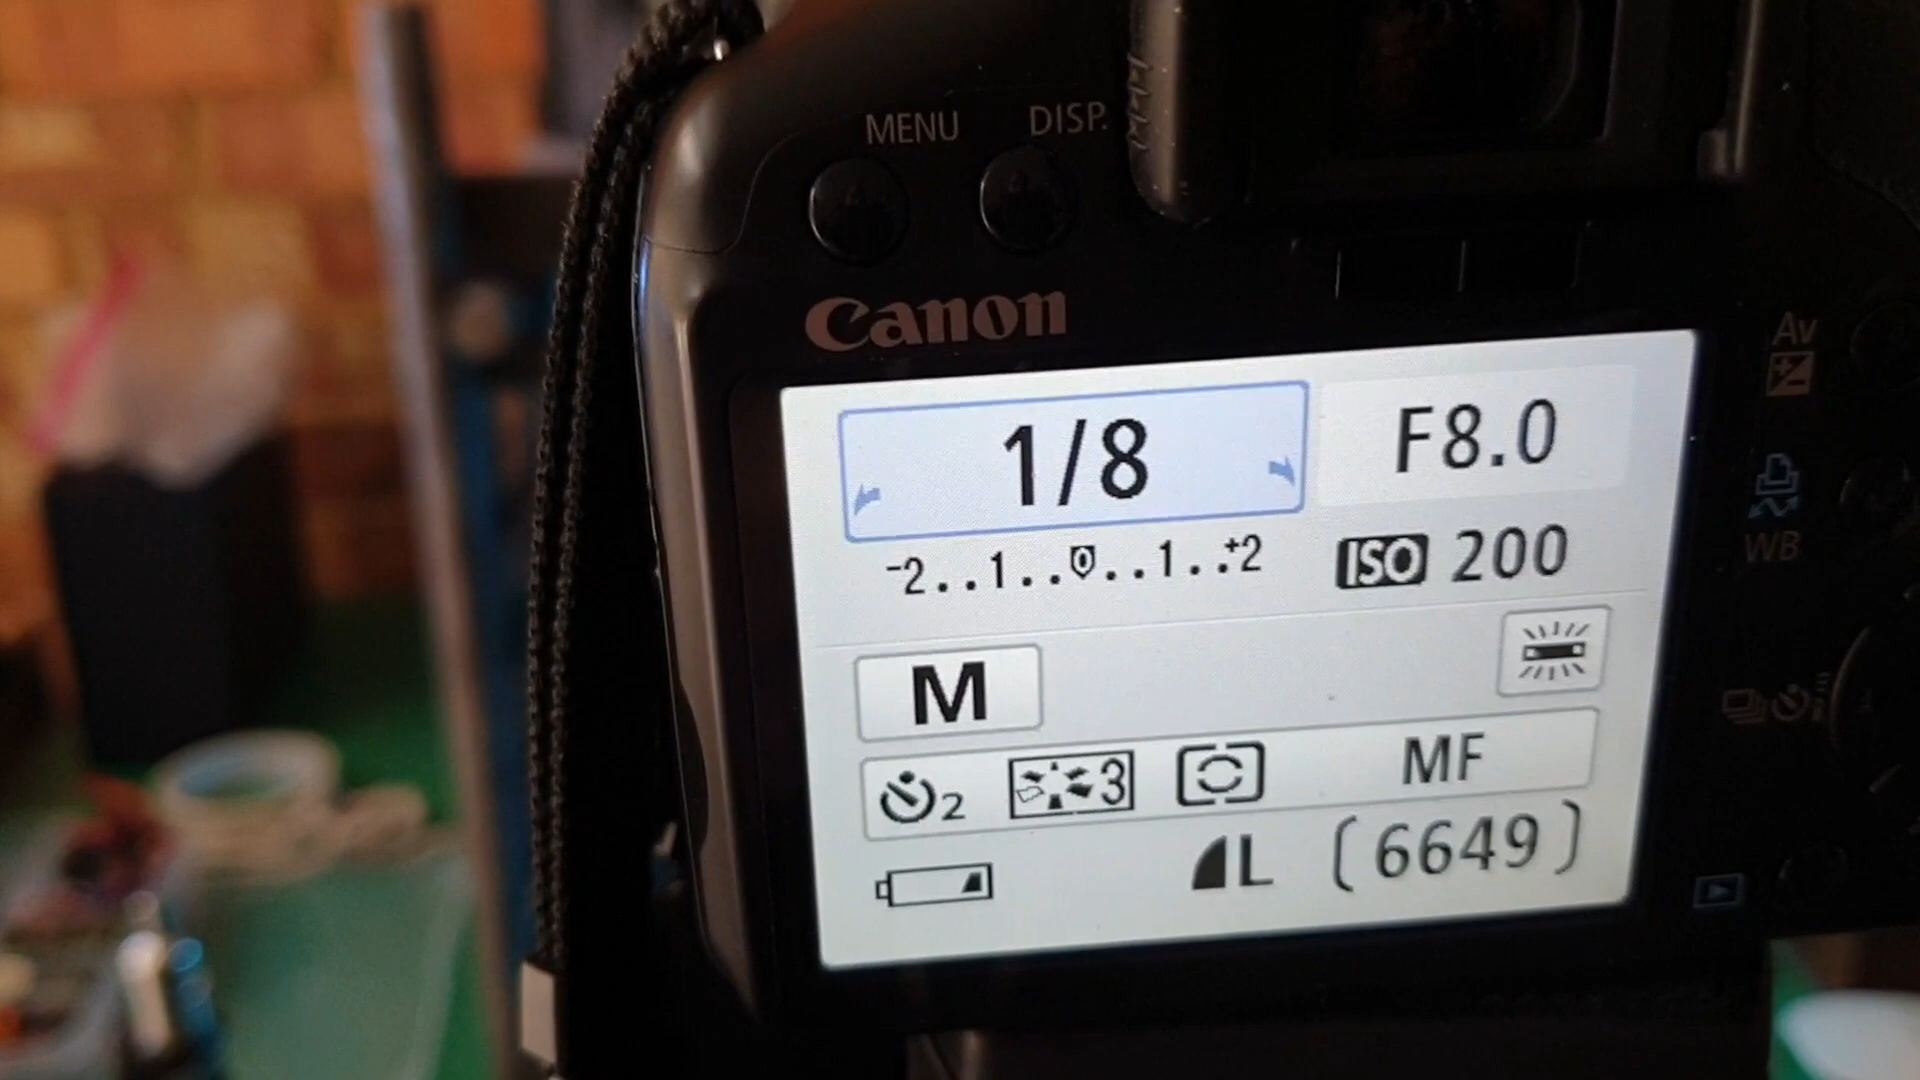 MENU DISP.
Canon
1/8 F8.0
-2..1..0..1..+2 ISO 200
M
2 3 MF
L (6649)
Av
WB